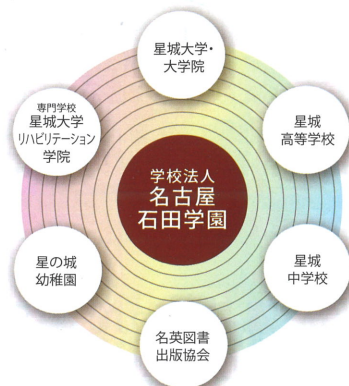 星城大学・
大学院
専門学校
星城大学
リハビリテーション
学院
星城
高等学校
学校法人
名古屋
石田学園
星の城
幼稚園
星城
中学校
名英図書
出版協会